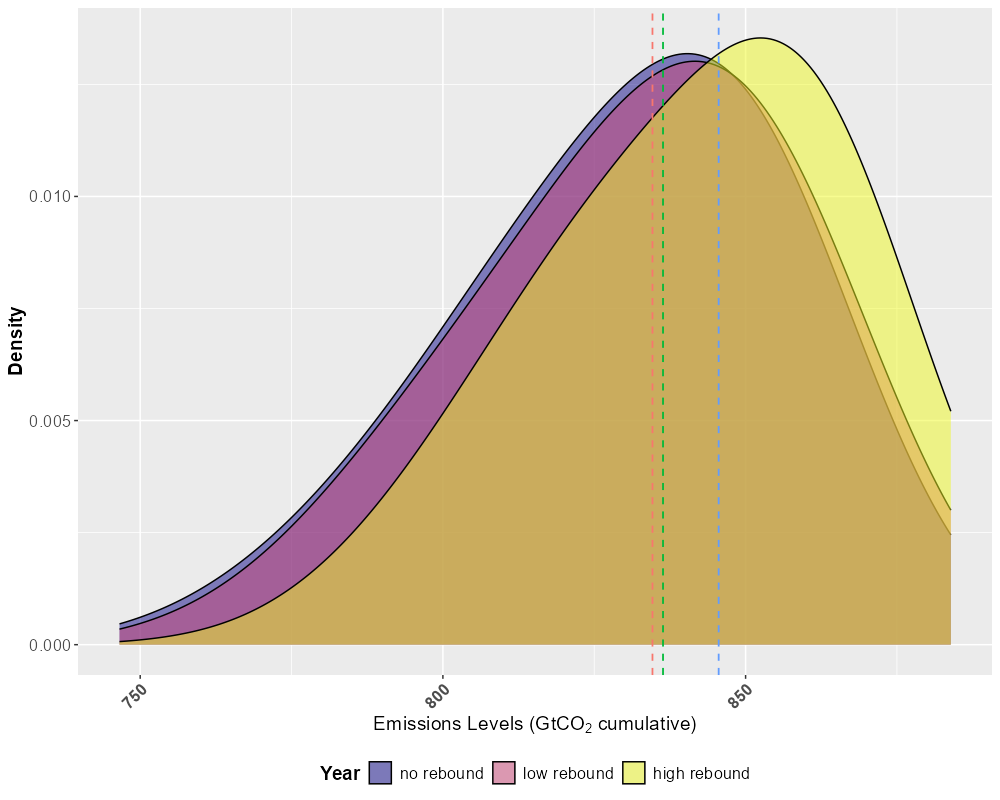 Density
0.010
0.005
0.000
750
800
850
Emissions Levels (GtCO₂ cumulative)
Year no rebound low rebound high rebound